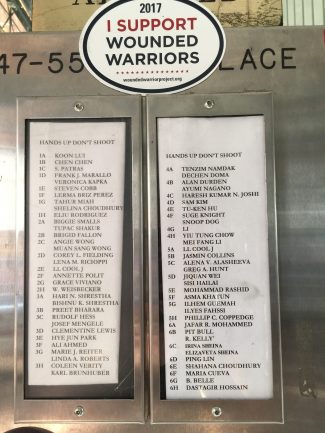 2017
I SUPPORT
WOUNDED
WARRIORS
woundedwarriorproject.org
47-55
LACE
HANDS UP DON'T SHOOT
1A KOON LUI
1B CHEN CHEN
1C S. PATRAS
1D FRANK J. MARALLO
VERONICA KAPKA
1E STEVEN COBB
1F LERMA BRIZ PEREZ
1G TAHUR MIAH
SHELINA CHOUDHURY
1H ELIU RODRIGUEZ
2A BIGGIE SMALLS
TUPAC SHAKUR
2B BRIGID FALLON
2C ANGIE WONG
MUAN SANG WONG
2D COREY L. FIELDING
GINA M. RICIOPPI
2E LL COOL J
2F ANNETTE POLIT
2G GRACE VIVIANO
2H W. WEISBECKER
3A HARI N. SHRESTHA
BISHNU K. SHRESTHA
3B PREET BHARARA
3C RUDOLF HESS
JOSEF MENGELE
3D CLEMENTINE LEWIS
3E HYE JUN PARK
3F ALI AHMED
3G MARIE J. REITER
LINDA A. ROBERTS
3H COLEEN VERITY
KARL BRUNHUBER
HANDS UP DON'T SHOOT
4A TENZIM NAMDAK
DECHEN DOMA
4B ALAN DURDEN
AYUMI NAGANO
4C HARESH KUMAR N. JOSHI
4D SAM KIM
4E TU-KEN HU
4F SUGE KNIGHT
SNOOP DOG
4G LI
4H YIU TUNG CHOW
MEI FANG LI
5A LL COOL J
5B JASMIN COLLINS
5C ALENA V. ALASHEEVA
GREG A. HUNT
5D JIQUAN WEI
SISI HAILAI
5E MOHAMMAD RASHID
5F ASMA KHATUN
5G ILHEM GUEMAH
ILYES FAHSSI
5H PHILLIP C. COPPEDGE
6A JAFAR R. MOHAMMED
6B PIT BULL
R. KELLY
6C IRINA SHEINA
ELIZAVETA SHEINA
6D PING LIN
6E SHAHANA CHOUDHURY
6F MARIA CUEVA
6G B. BELLE
6H DASTAGIR HOSSAIN